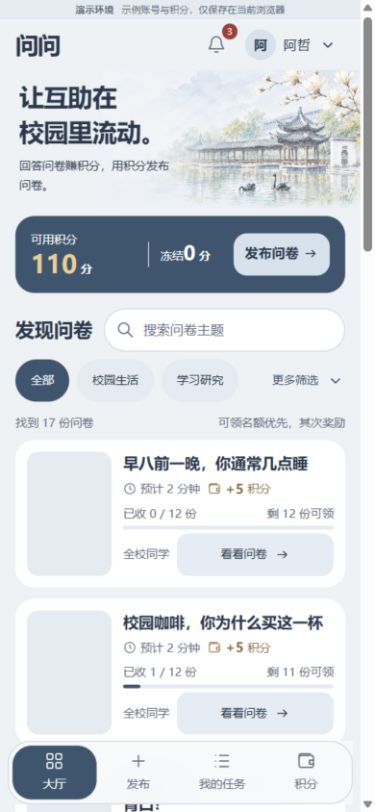 演示环境 示例账号与积分，仅保存在当前浏览器
问问
3
阿 阿哲
让互助在
校园里流动。
回答问卷赚积分，用积分发布
问卷。
可用积分
110 分
冻结0 分
发布问卷 →
发现问卷
搜索问卷主题
全部 校园生活 学习研究 更多筛选
找到 17 份问卷 可领名额优先，其次奖励
早八前一晚，你通常几点睡
预计 2 分钟 +5 积分
已收 0 / 12 份 剩 12 份可领
全校同学 看看问卷 →
校园咖啡，你为什么买这一杯
预计 2 分钟 +5 积分
已收 1 / 12 份 剩 11 份可领
全校同学 看看问卷 →
大厅 发布 我的任务 积分